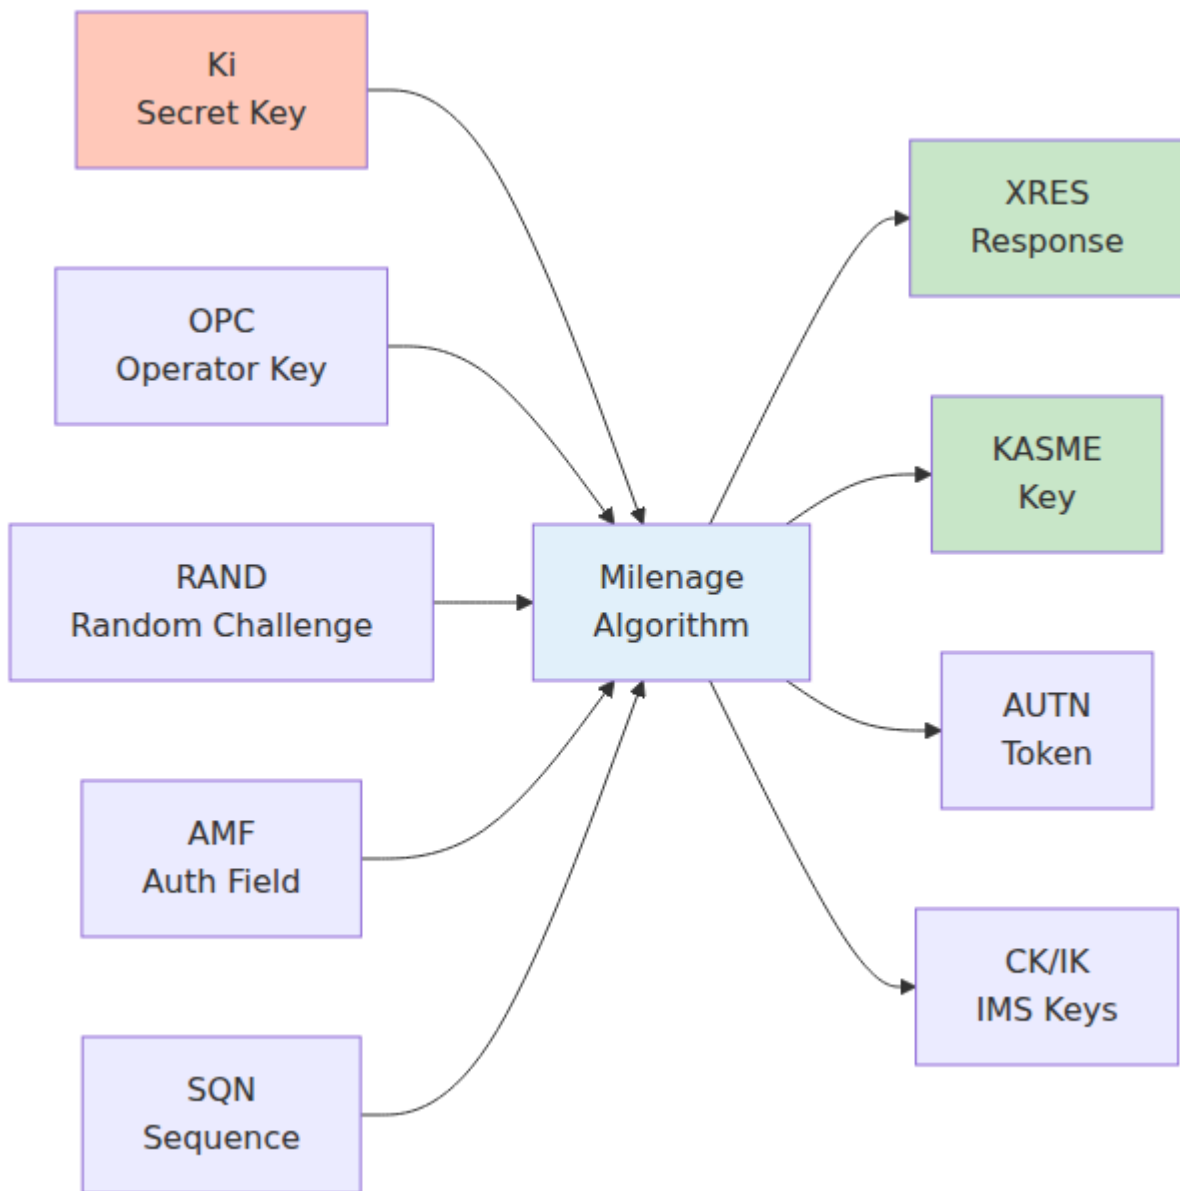 Ki
Secret Key
OPC
Operator Key
RAND
Random Challenge
AMF
Auth Field
SQN
Sequence
Milenage
Algorithm
XRES
Response
KASME
Key
AUTN
Token
CK/IK
IMS Keys